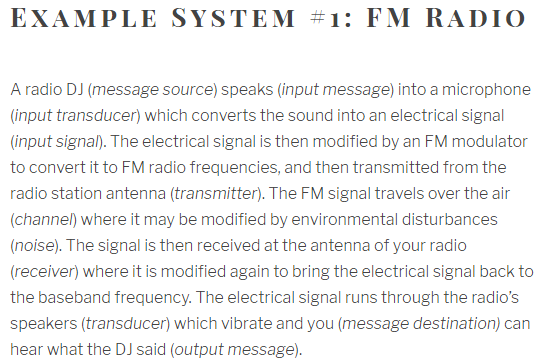 Example System #1: FM Radio
A radio DJ (message source) speaks (input message) into a microphone
(input transducer) which converts the sound into an electrical signal
(input signal). The electrical signal is then modified by an FM modulator
to convert it to FM radio frequencies, and then transmitted from the
radio station antenna (transmitter). The FM signal travels over the air
(channel) where it may be modified by environmental disturbances
(noise). The signal is then received at the antenna of your radio
(receiver) where it is modified again to bring the electrical signal back to
the baseband frequency. The electrical signal runs through the radio’s
speakers (transducer) which vibrate and you (message destination) can
hear what the DJ said (output message).